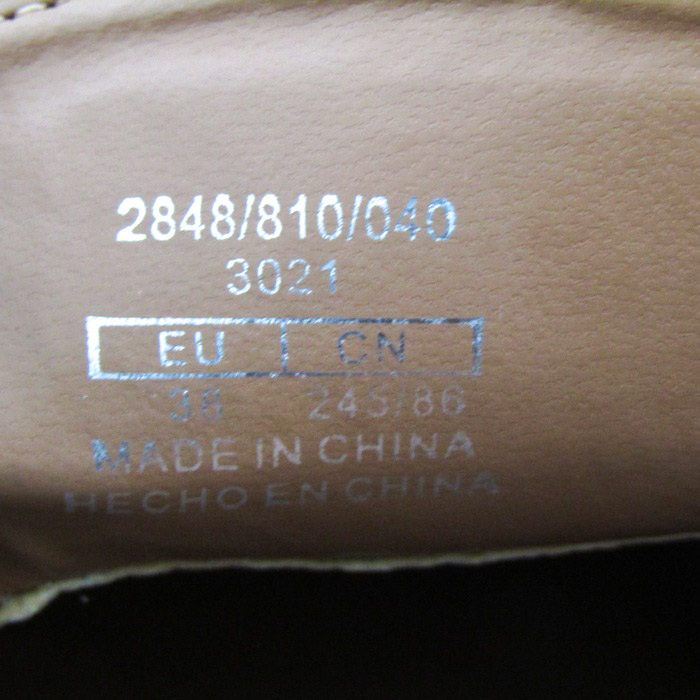 2848/810/040
3021
EU CN
38 245/86
MADE IN CHINA
HECHO EN CHINA